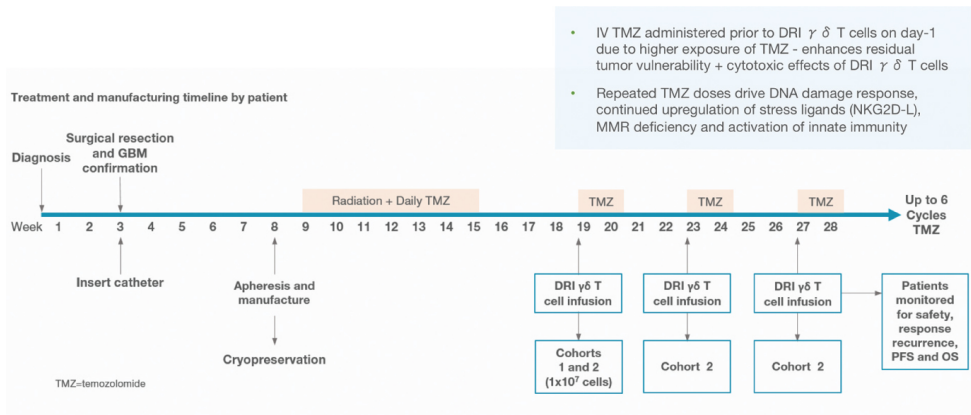 • IV TMZ administered prior to DRI γ δ T cells on day-1
due to higher exposure of TMZ - enhances residual
tumor vulnerability + cytotoxic effects of DRI γ δ T cells
• Repeated TMZ doses drive DNA damage response,
continued upregulation of stress ligands (NKG2D-L),
MMR deficiency and activation of innate immunity
Treatment and manufacturing timeline by patient
Diagnosis
Surgical resection
and GBM
confirmation
Radiation + Daily TMZ
TMZ
TMZ
TMZ
Up to 6
Cycles
TMZ
Week 1 2 3 4 5 6 7 8 9 10 11 12 13 14 15 16 17 18 19 20 21 22 23 24 25 26 27 28
Insert catheter
Apheresis and
manufacture
Cryopreservation
DRI γδ T
cell infusion
Cohorts
1 and 2
(1x10⁷ cells)
DRI γδ T
cell infusion
Cohort 2
DRI γδ T
cell infusion
Cohort 2
Patients
monitored
for safety,
response
recurrence,
PFS and OS
TMZ=temozolomide